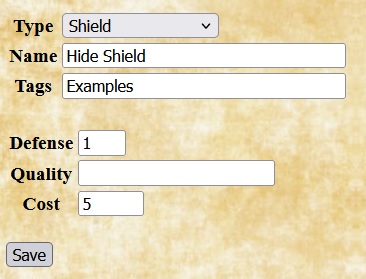 Type Shield
Name Hide Shield
Tags Examples
Defense 1
Quality
Cost 5
Save